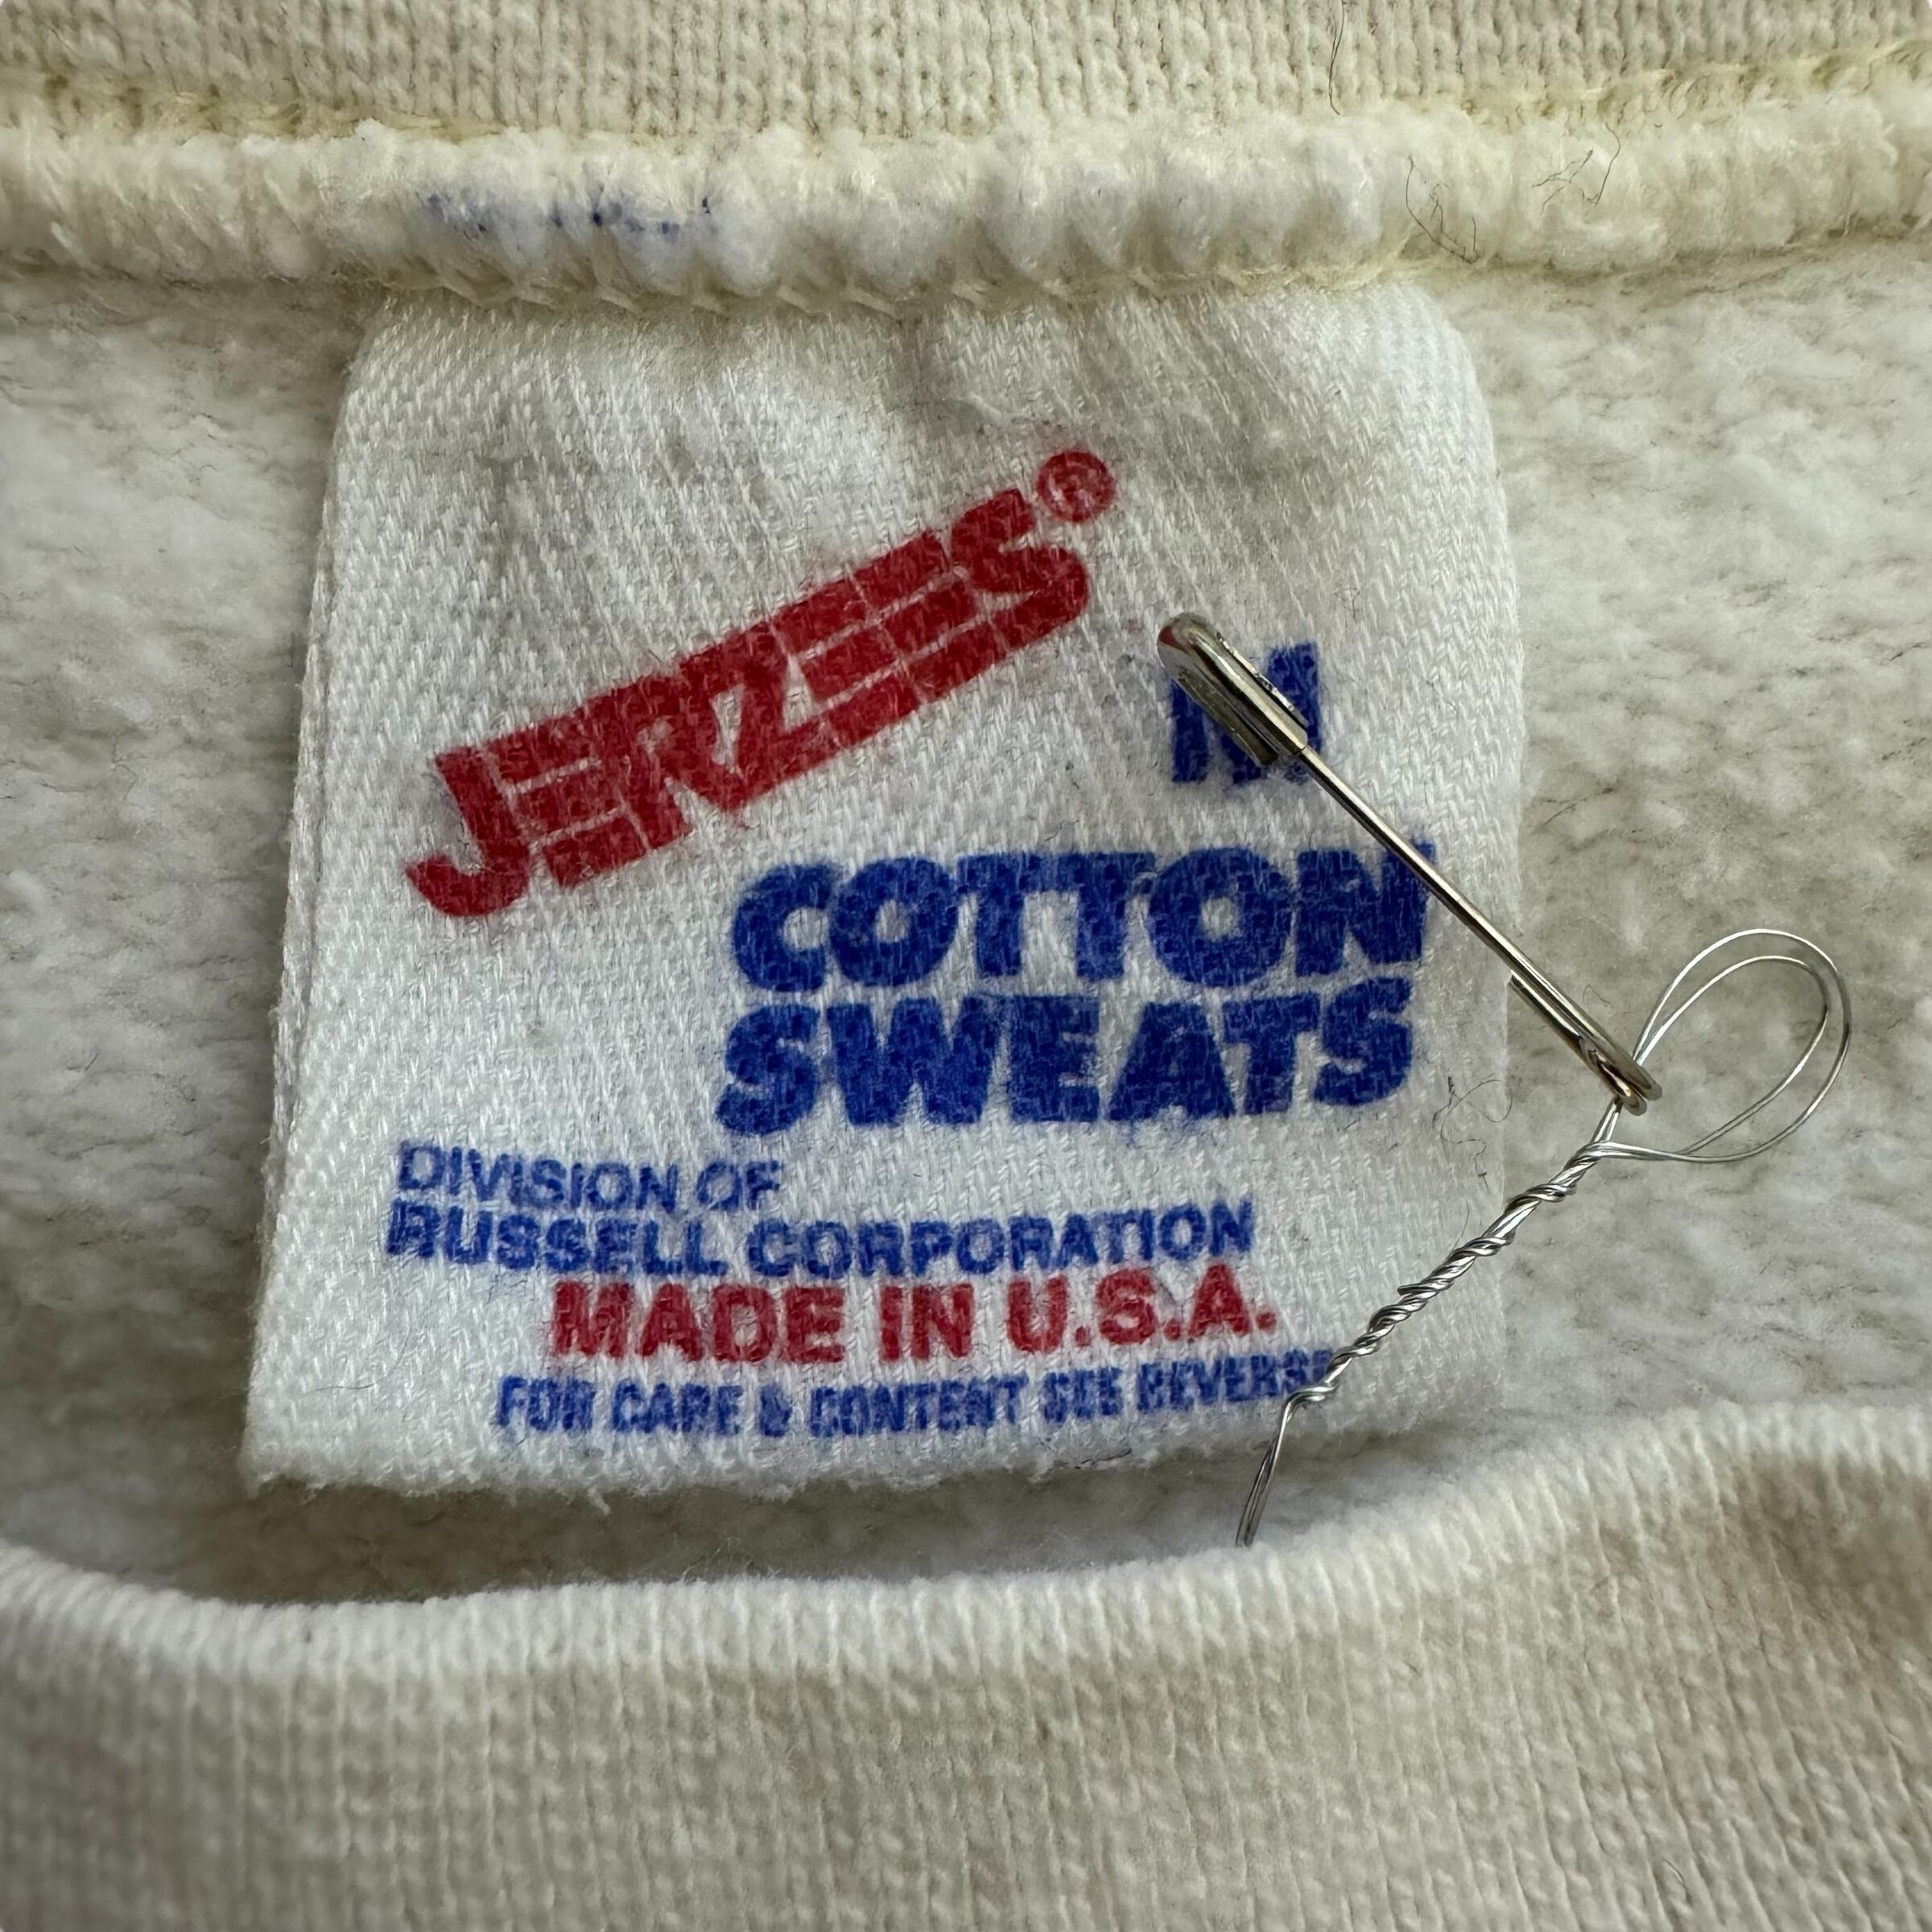 JERZEES®
M
COTTON
SWEATS
DIVISION OF
RUSSELL CORPORATION
MADE IN U.S.A.
FOR CARE & CONTENT SEE REVERSE